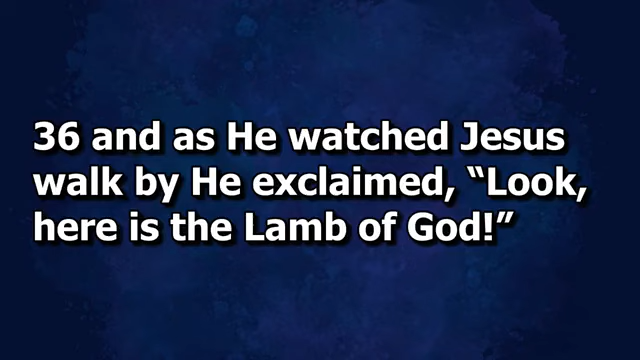 36 and as He watched Jesus
walk by He exclaimed, “Look,
here is the Lamb of God!”